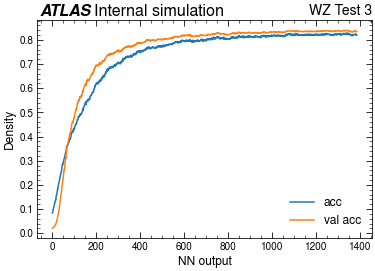 ATLAS Internal simulation WZ Test 3
0.8
0.7
0.6
0.5
0.4
0.3
0.2
0.1
0.0
Density
acc
val acc
0 200 400 600 800 1000 1200 1400
NN output